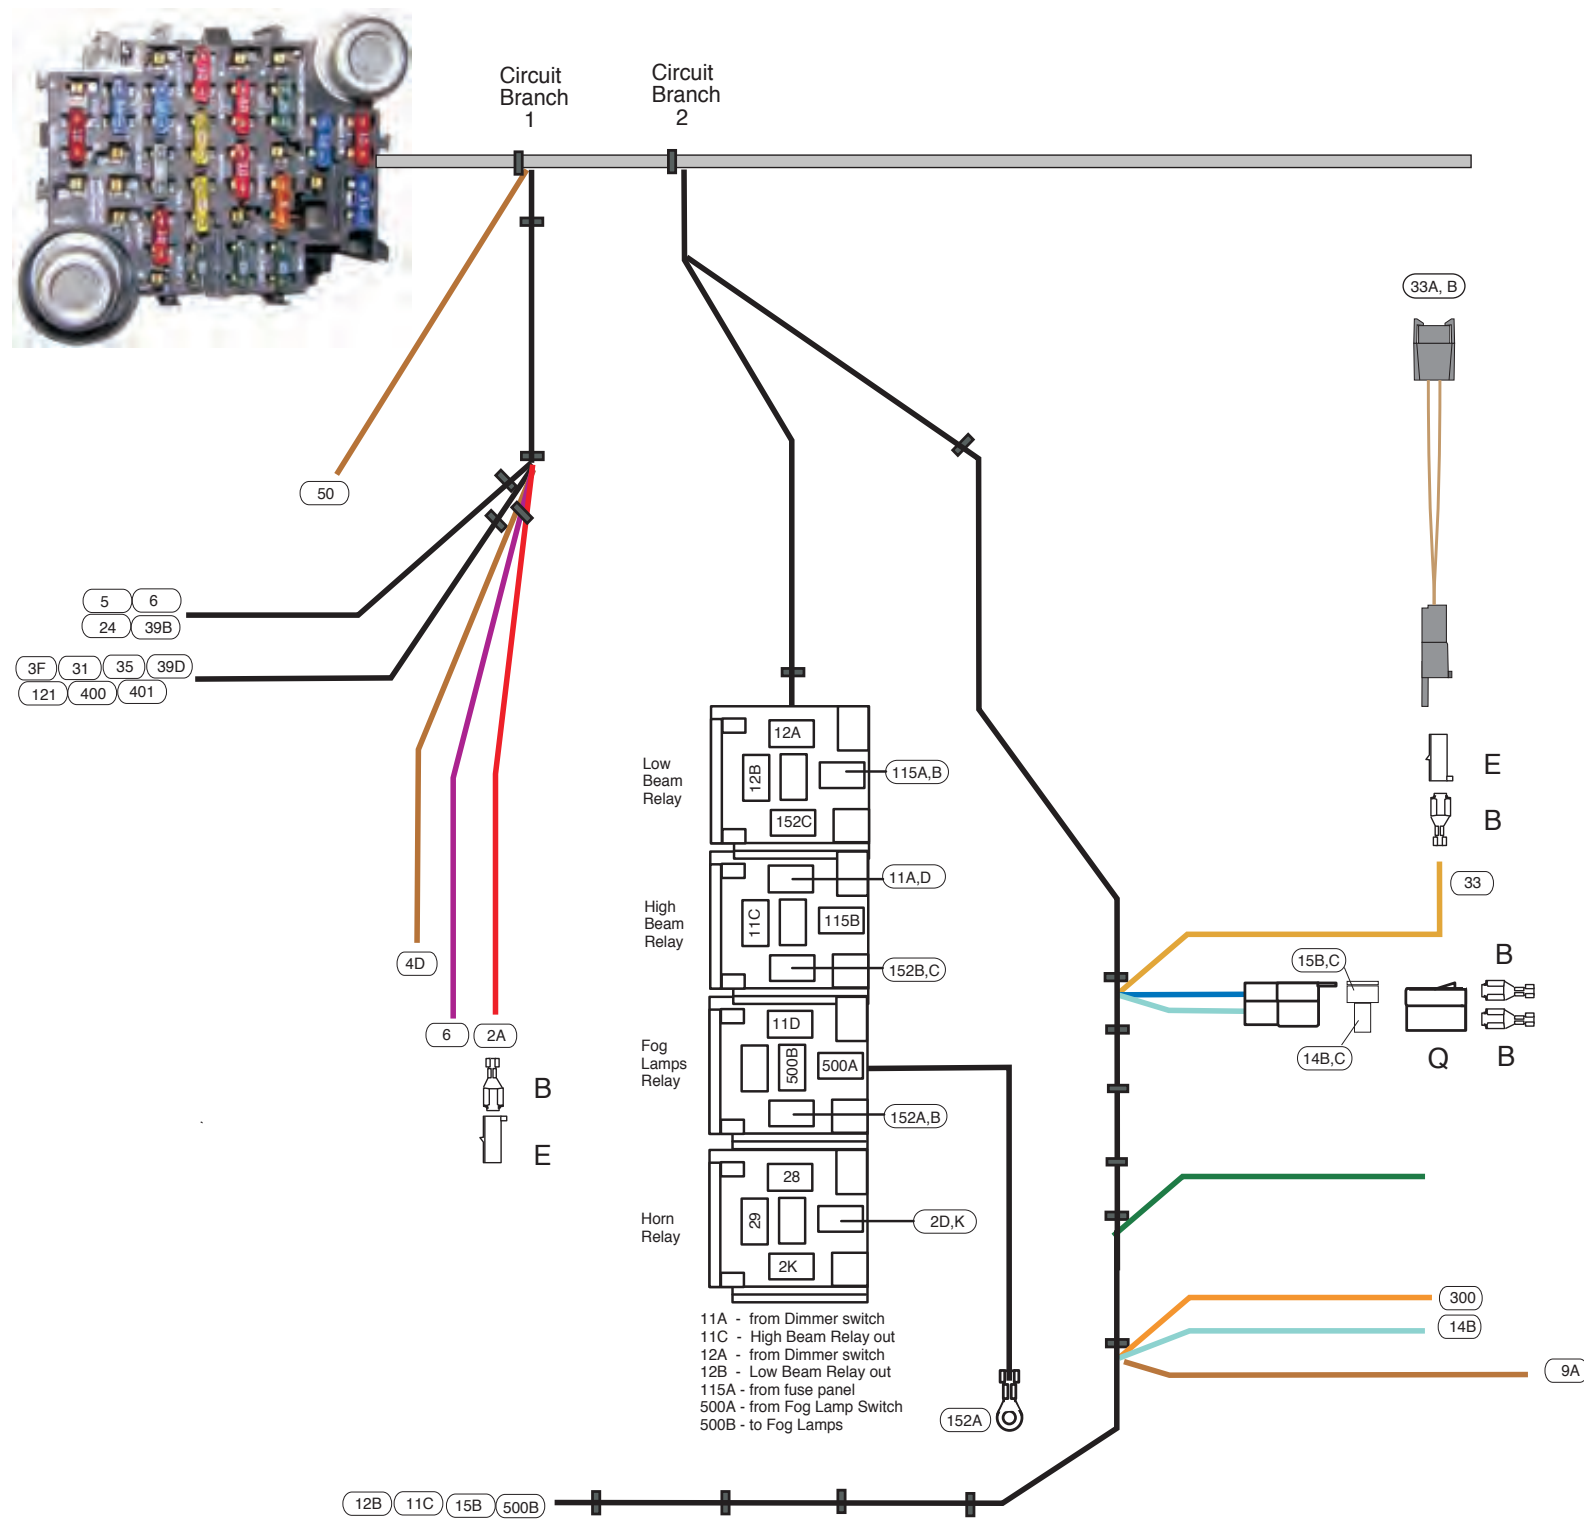 Circuit
Branch
1
Circuit
Branch
2
33A, B
50
5 6
24 39B
3F 31 35 39D
121 400 401
4D
6 2A
B
E
Low
Beam
Relay
12A
12B
115A,B
152C
High
Beam
Relay
11A,D
11C
115B
152B,C
Fog
Lamps
Relay
11D
500B
500A
152A,B
Horn
Relay
28
29
2D,K
2K
11A - from Dimmer switch
11C - High Beam Relay out
12A - from Dimmer switch
12B - Low Beam Relay out
115A - from fuse panel
500A - from Fog Lamp Switch
500B - to Fog Lamps
152A
E
B
33
15B,C
B
14B,C
Q
B
300
14B
9A
12B 11C 15B 500B